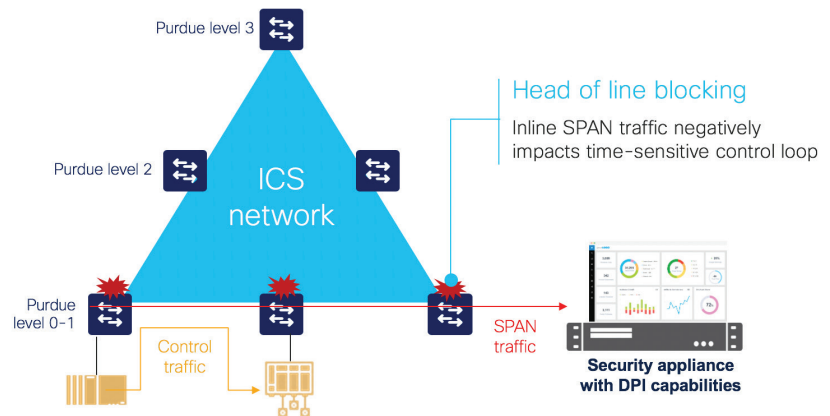 Purdue level 3
Head of line blocking
Inline SPAN traffic negatively
impacts time-sensitive control loop
Purdue level 2
ICS
network
Purdue
level 0-1
SPAN
traffic
Control
traffic
Security appliance
with DPI capabilities